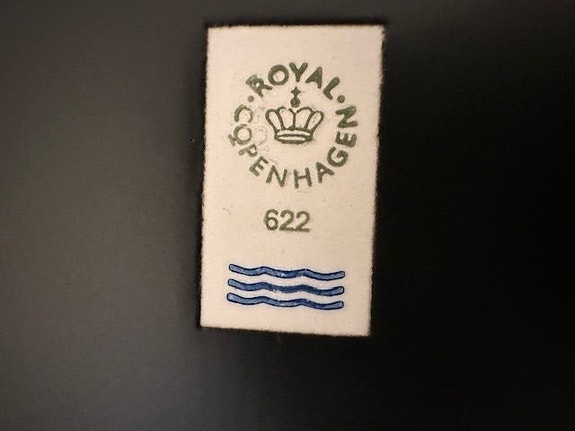 · ROYAL ·
COPENHAGEN
622